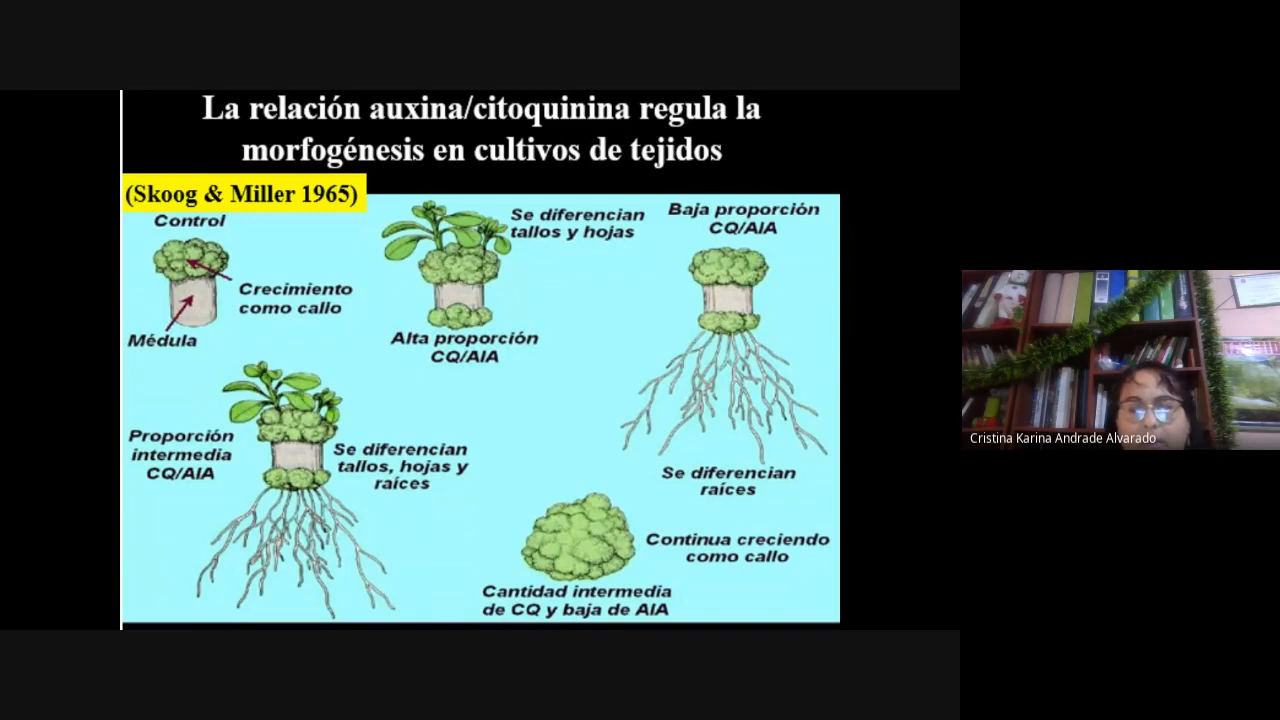 La relación auxina/citoquinina regula la
morfogénesis en cultivos de tejidos
(Skoog & Miller 1965)
Control
Crecimiento
como callo
Médula
Se diferencian
tallos y hojas
Alta proporción
CQ/AIA
Baja proporción
CQ/AIA
Se diferencian
raíces
Proporción
intermedia
CQ/AIA
Se diferencian
tallos, hojas y
raíces
Continua creciendo
como callo
Cantidad intermedia
de CQ y baja de AIA
Cristina Karina Andrade Alvarado